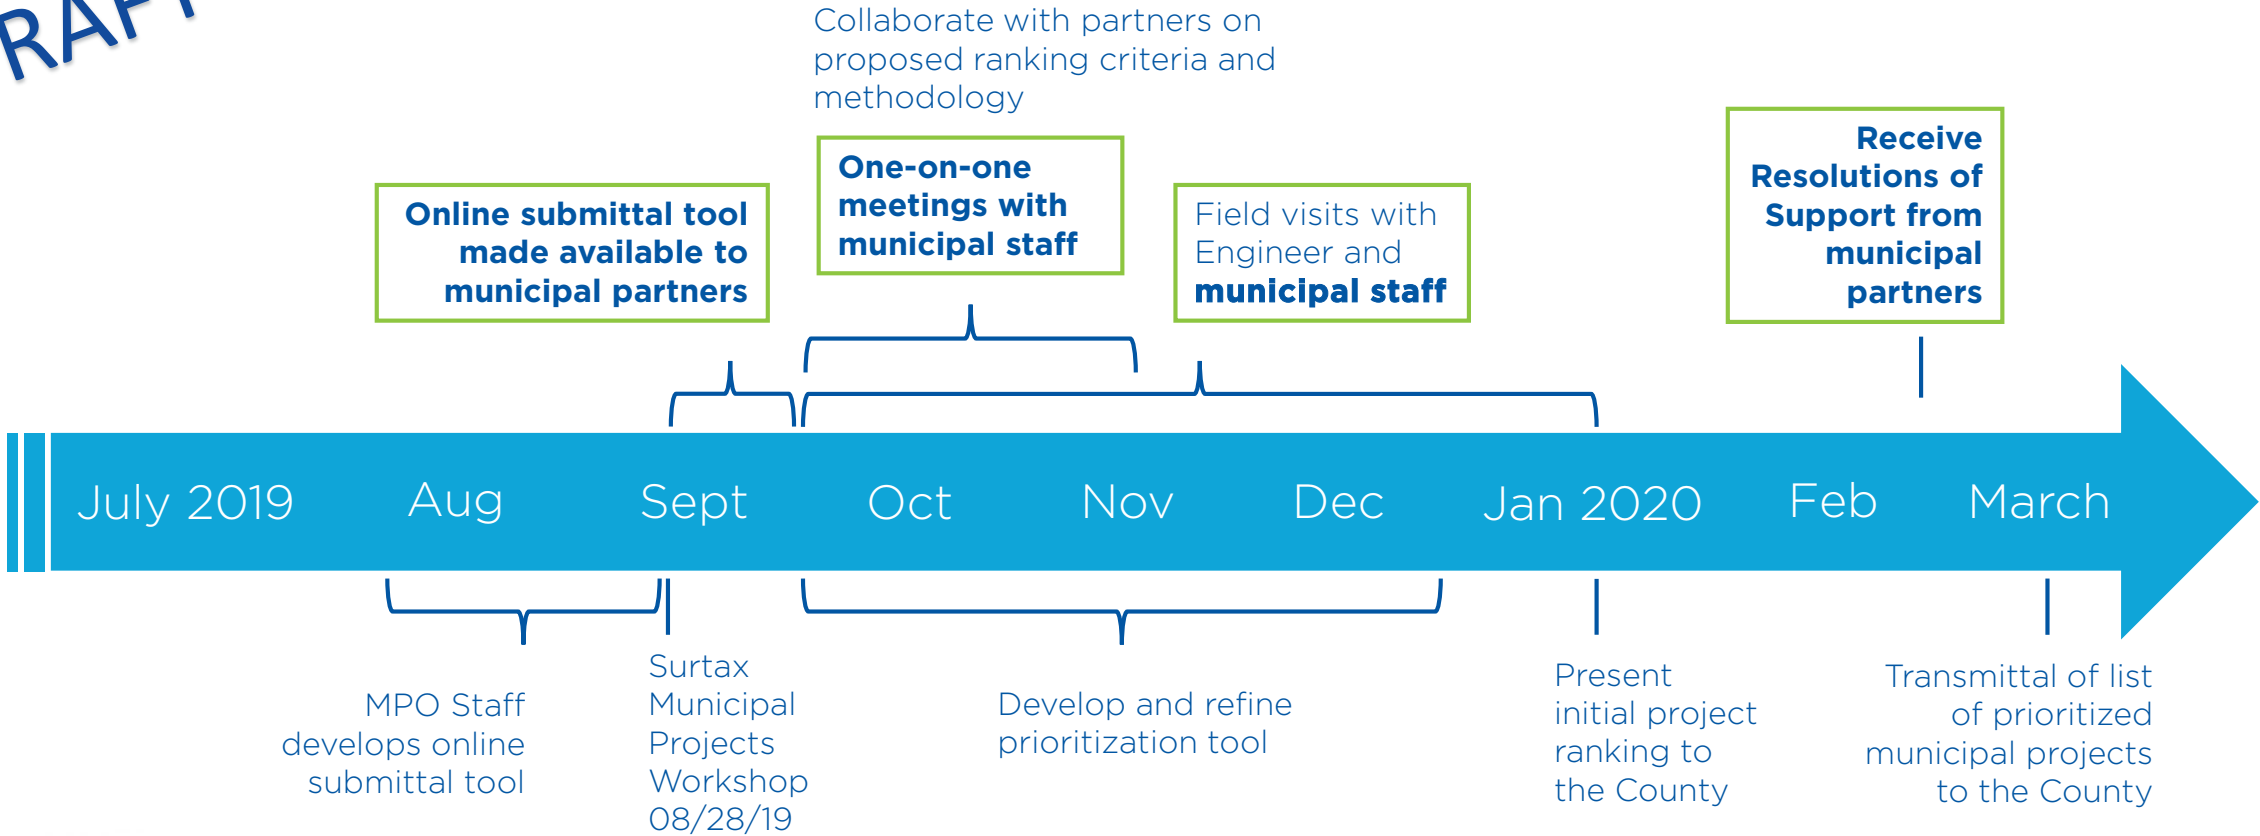 Collaborate with partners on
proposed ranking criteria and
methodology
Online submittal tool
made available to
municipal partners
One-on-one
meetings with
municipal staff
Field visits with
Engineer and
municipal staff
Receive
Resolutions of
Support from
municipal
partners
July 2019
Aug
Sept
Oct
Nov
Dec
Jan 2020
Feb
March
MPO Staff
develops online
submittal tool
Surtax
Municipal
Projects
Workshop
08/28/19
Develop and refine
prioritization tool
Present
initial project
ranking to
the County
Transmittal of list
of prioritized
municipal projects
to the County